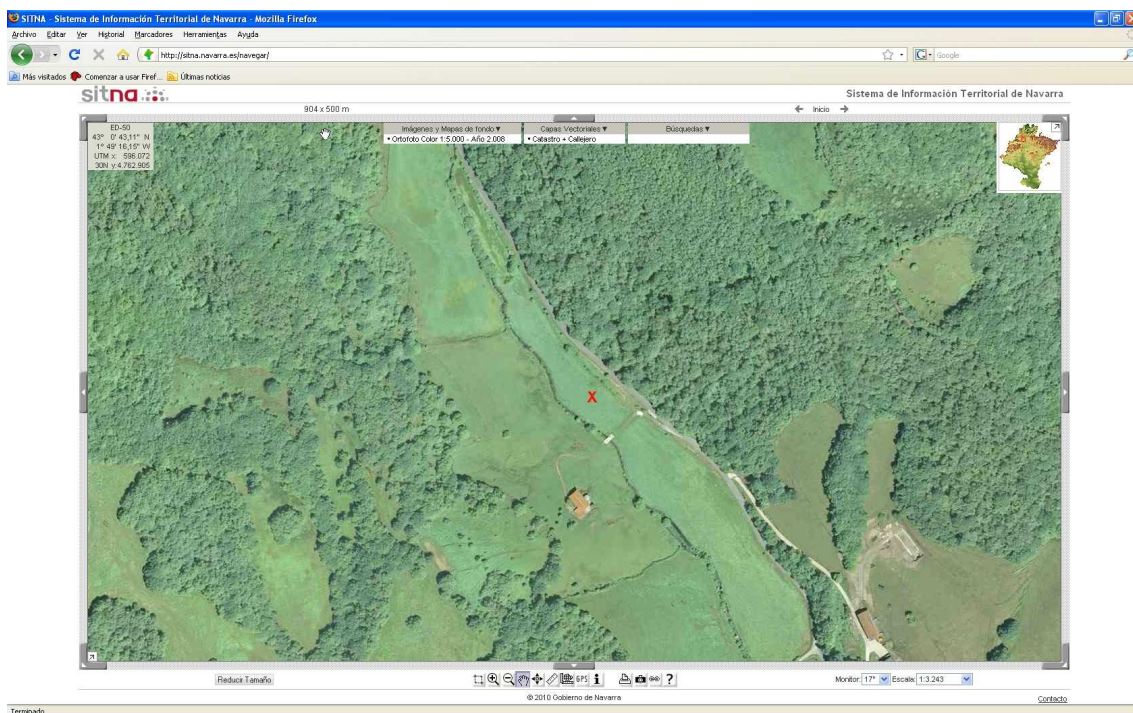 SITNA - Sistema de Información Territorial de Navarra - Mozilla Firefox
Archivo Editar Ver Historial Marcadores Herramientas Ayuda
http://sitna.navarra.es/navegar/
Google
Más visitados Comenzar a usar Firef... Últimas noticias
sitna
Sistema de Información Territorial de Navarra
904 x 500 m
Inicio
ED-50
43° 0' 43,11" N
1° 49' 16,15" W
UTM x: 596.072
30N y:4.762.905
Imágenes y Mapas de fondo ▼ Capas Vectoriales ▼ Búsquedas ▼
• Ortofoto Color 1:5.000 - Año 2.008 • Catastro + Callejero
X
Reducir Tamaño
GPS
Monitor: 17" Escala: 1:3.243
© 2010 Gobierno de Navarra
Contacto
Terminado